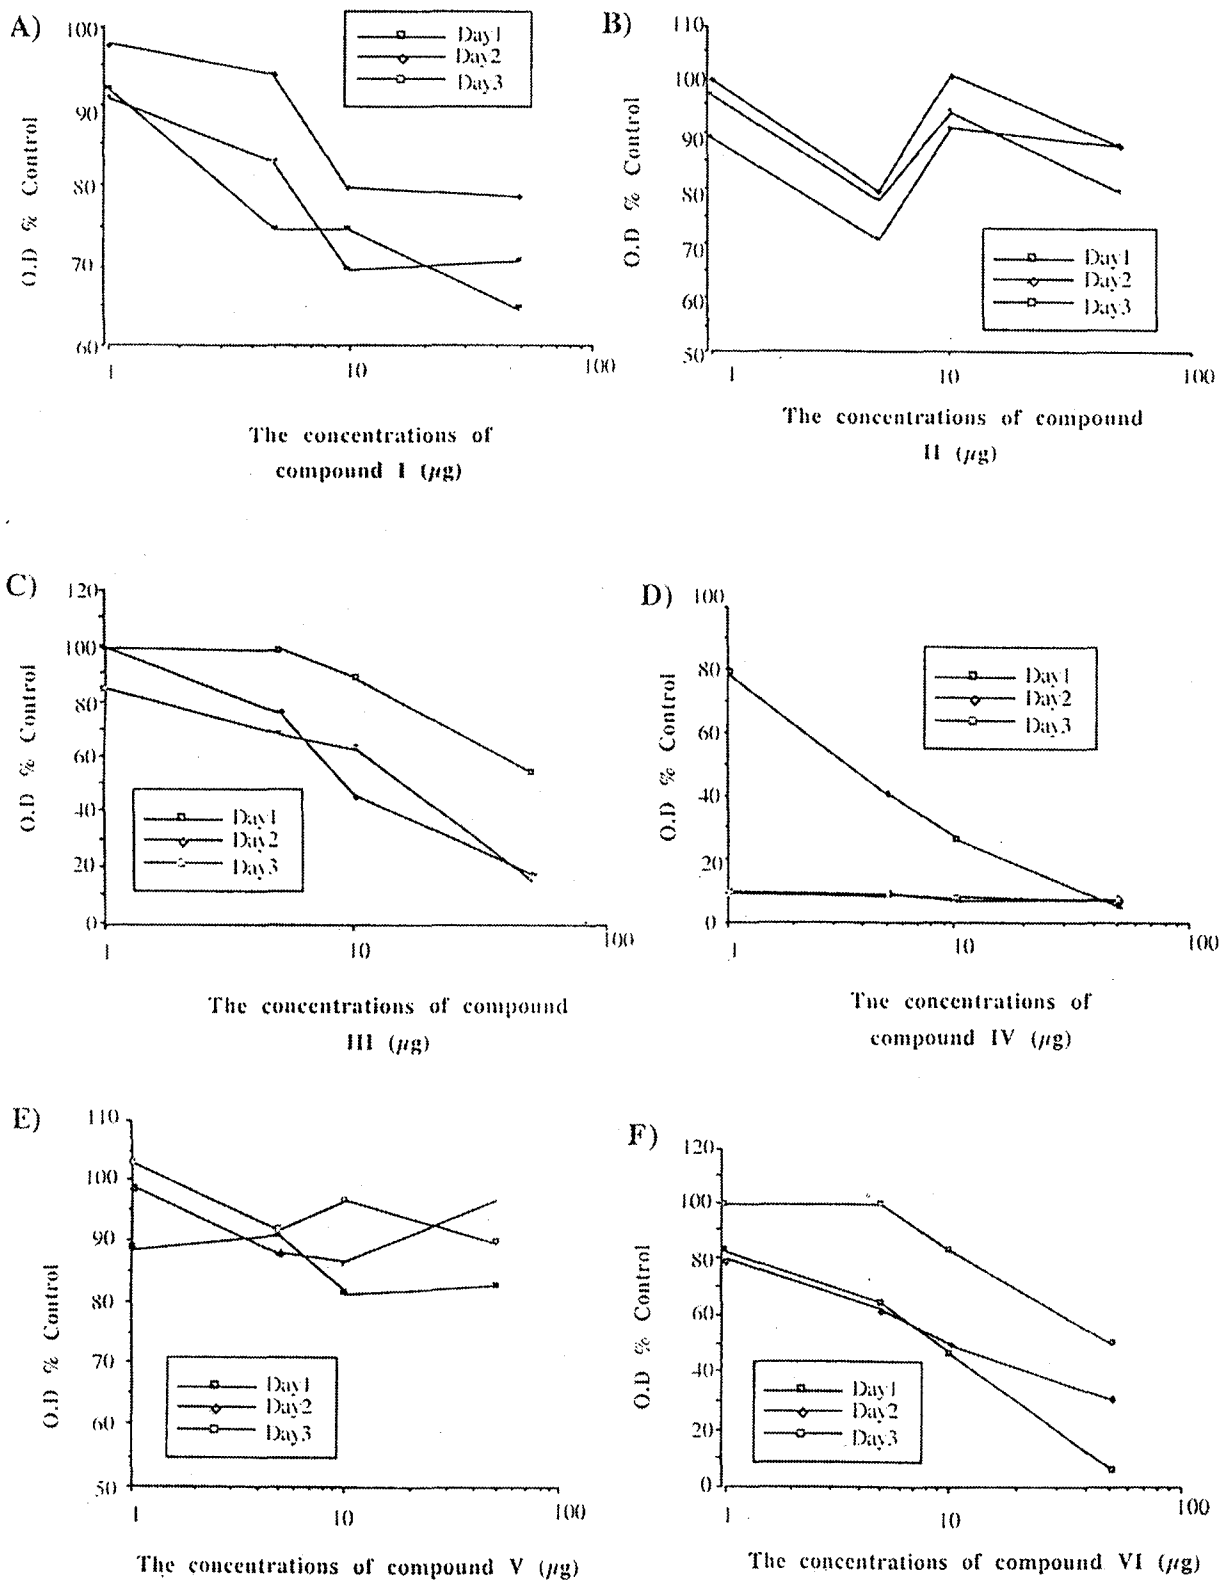 A)
100
90
80
70
60
O.D % Control
Day1
Day2
Day3
1
10
100
The concentrations of
compound I (µg)
B)
110
100
90
80
70
60
50
O.D % Control
Day1
Day2
Day3
1
10
100
The concentrations of compound
II (µg)
C)
120
100
80
60
40
20
0
O.D % Control
Day1
Day2
Day3
1
10
100
The concentrations of compound
III (µg)
D)
100
80
60
40
20
0
O.D % Control
Day1
Day2
Day3
1
10
100
The concentrations of
compound IV (µg)
E)
110
100
90
80
70
60
50
O.D % Control
Day1
Day2
Day3
1
10
100
The concentrations of compound V (µg)
F)
120
100
80
60
40
20
0
O.D % Control
Day1
Day2
Day3
1
10
100
The concentrations of compound VI (µg)